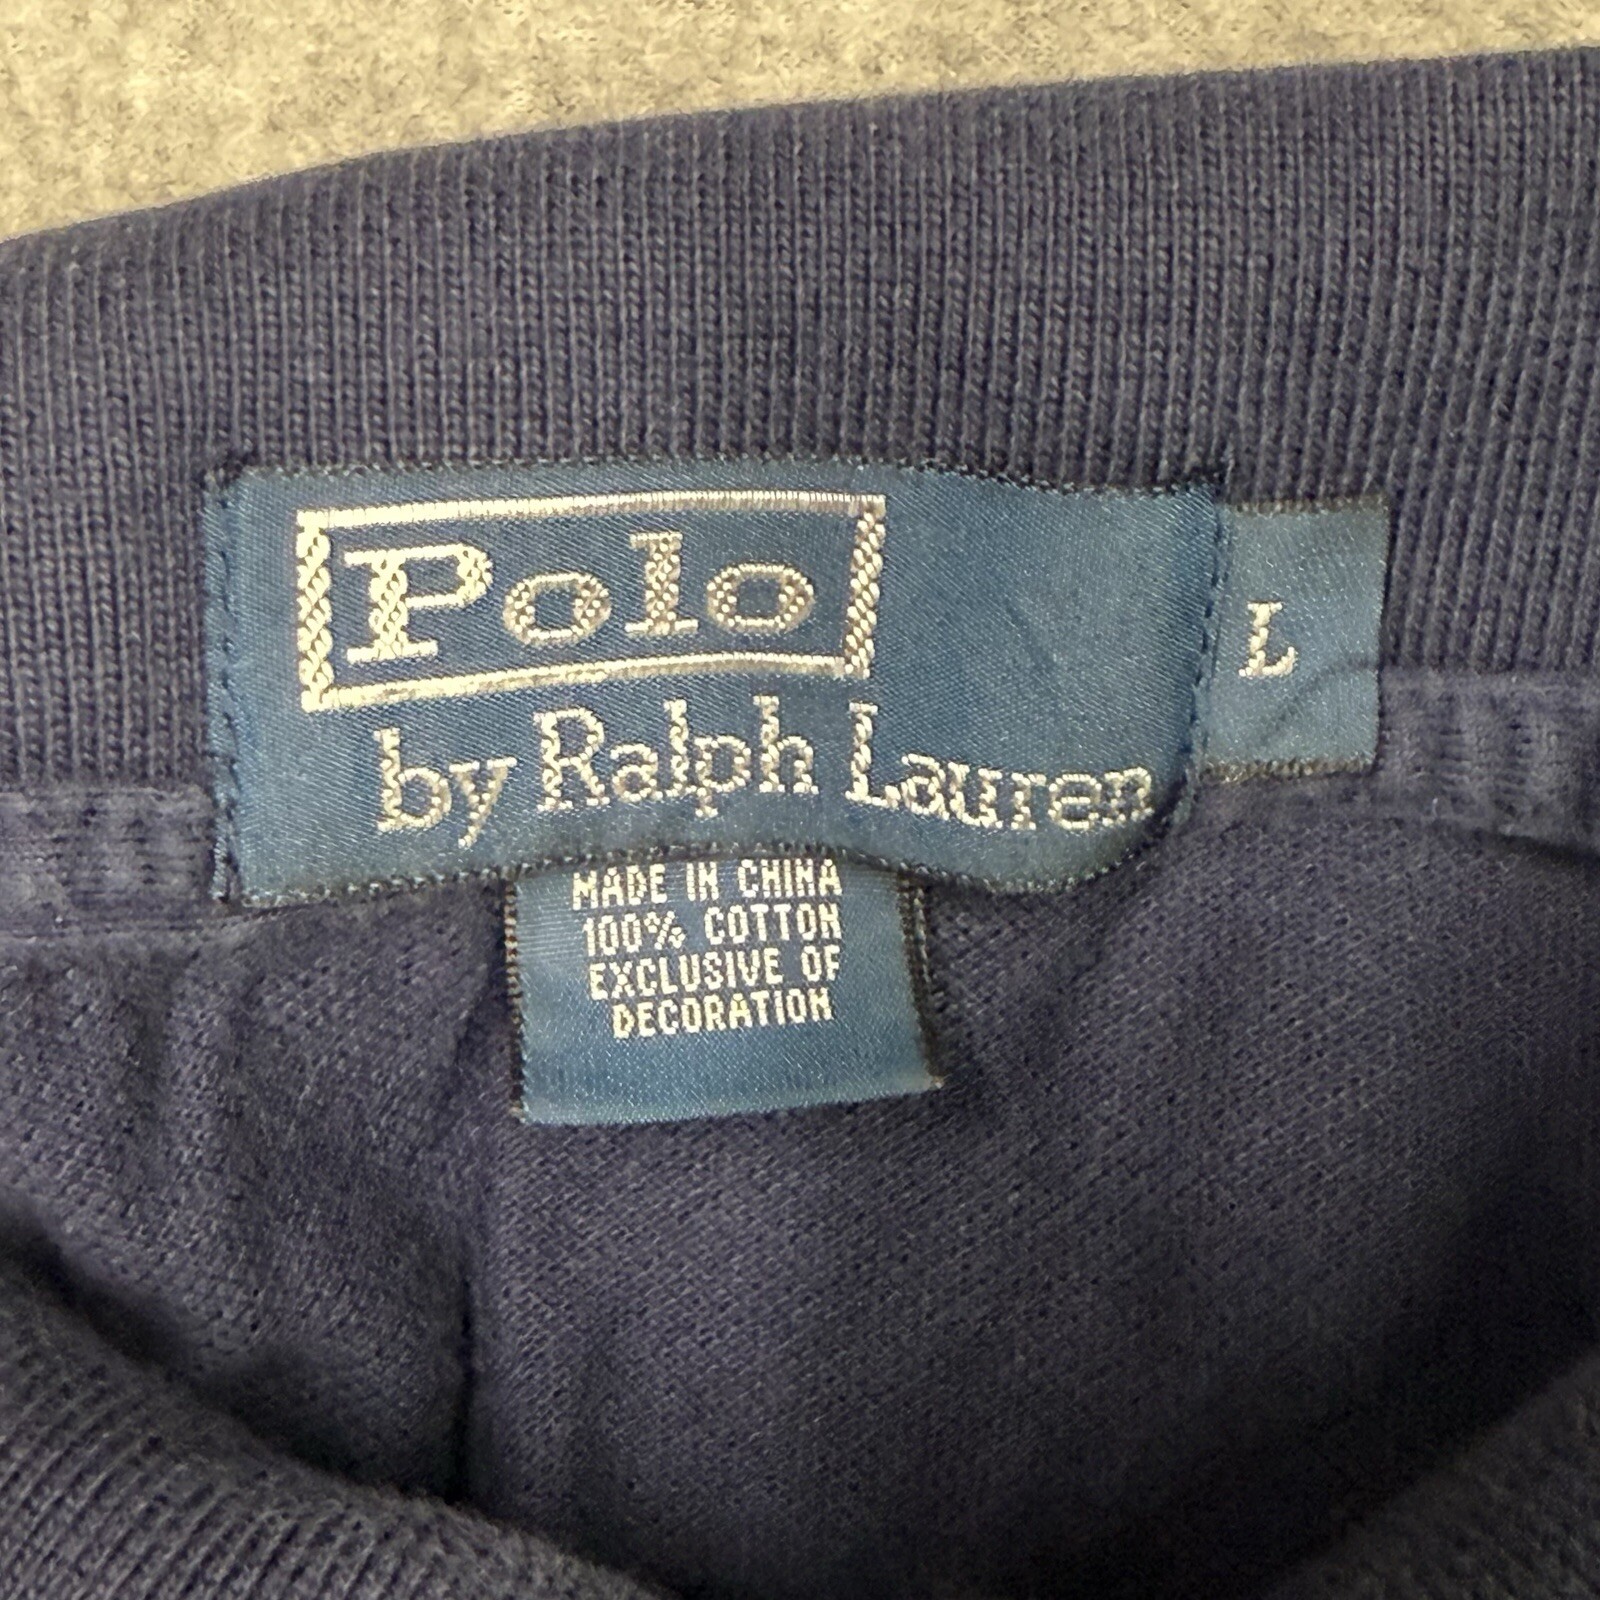 Polo
by Ralph Lauren
L
MADE IN CHINA
100% COTTON
EXCLUSIVE OF
DECORATION